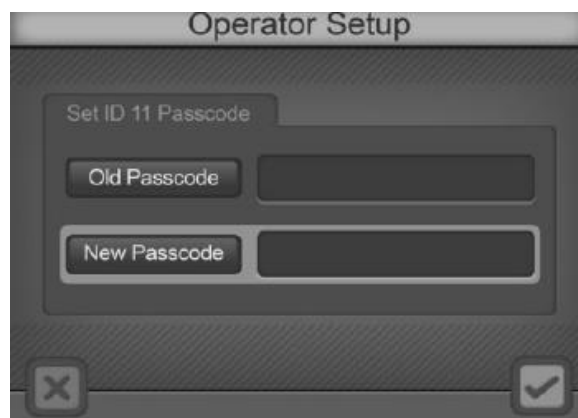 Operator Setup
Set ID 11 Passcode
Old Passcode
New Passcode